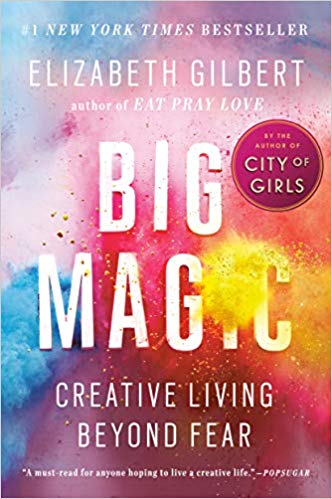 #1 NEW YORK TIMES BESTSELLER
ELIZABETH GILBERT
author of EAT PRAY LOVE
BY THE
AUTHOR OF
CITY OF
GIRLS
BIG
MAGIC
CREATIVE LIVING
BEYOND FEAR
"A must-read for anyone hoping to live a creative life."—POPSUGAR